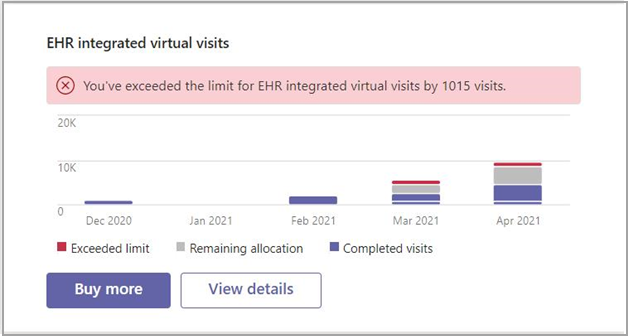 EHR integrated virtual visits
You've exceeded the limit for EHR integrated virtual visits by 1015 visits.
20K
10K
0
Dec 2020 Jan 2021 Feb 2021 Mar 2021 Apr 2021
Exceeded limit Remaining allocation Completed visits
Buy more View details